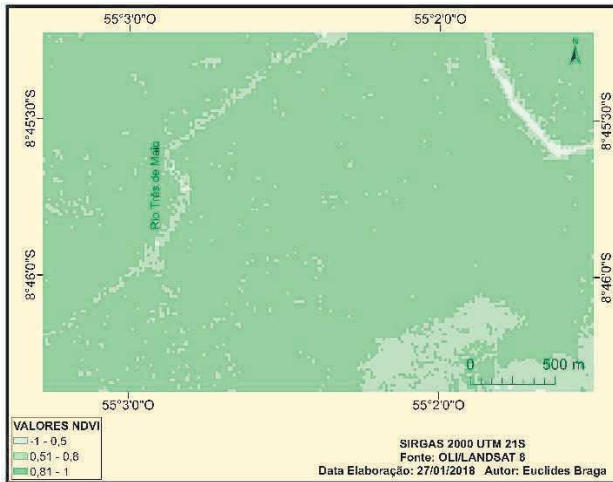 55°3'0"O 55°2'0"O
8°45'30"S 8°45'30"S
Rio Três de Maio
8°46'0"S 8°46'0"S
0 500 m
55°3'0"O 55°2'0"O
VALORES NDVI
-1 - 0,5
0,51 - 0,8
0,81 - 1
SIRGAS 2000 UTM 21S
Fonte: OLI/LANDSAT 8
Data Elaboração: 27/01/2018 Autor: Euclides Braga